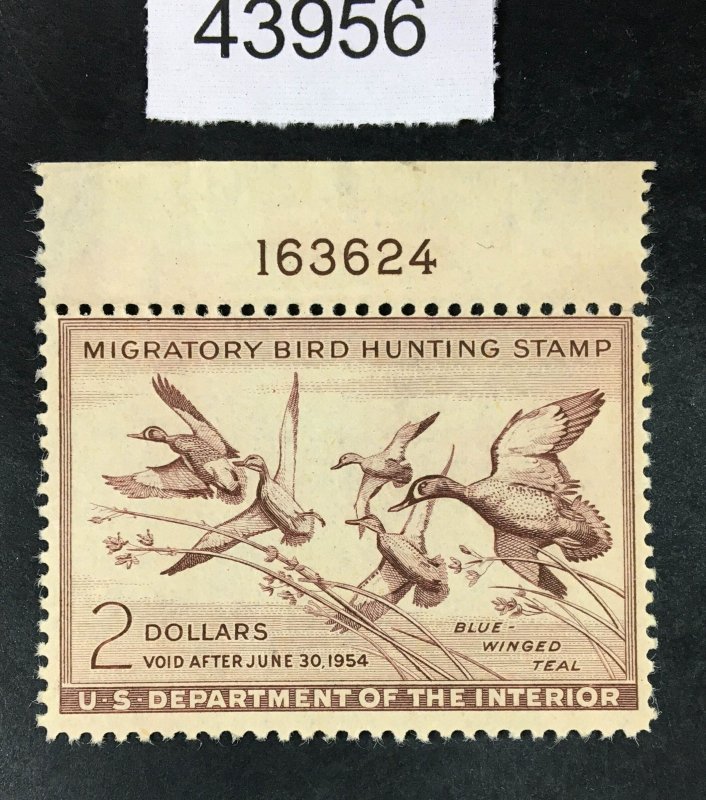 43956
163624
MIGRATORY BIRD HUNTING STAMP
2 DOLLARS
VOID AFTER JUNE 30, 1954
BLUE-
WINGED
TEAL
U·S·DEPARTMENT OF THE INTERIOR